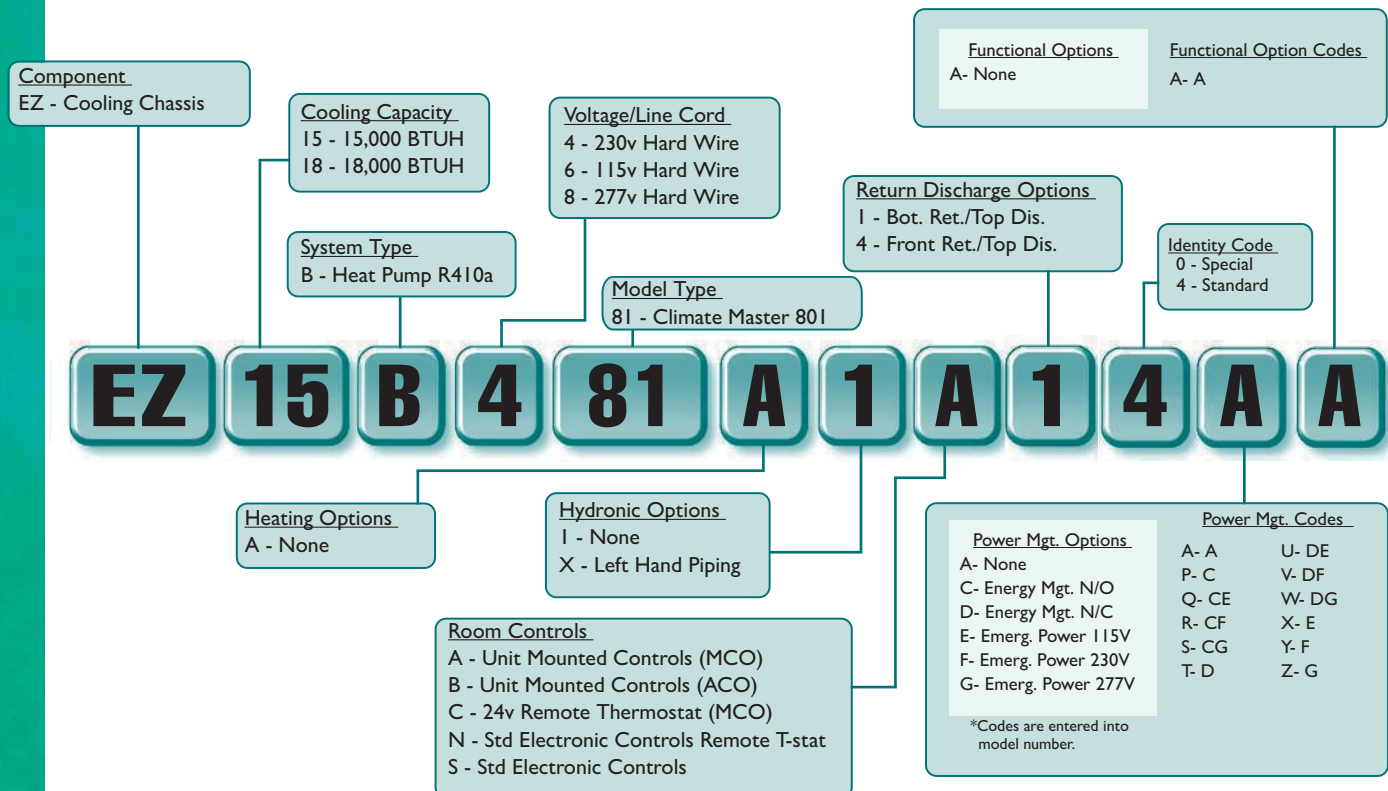 Component
EZ - Cooling Chassis
Cooling Capacity
15 - 15,000 BTUH
18 - 18,000 BTUH
System Type
B - Heat Pump R410a
Voltage/Line Cord
4 - 230v Hard Wire
6 - 115v Hard Wire
8 - 277v Hard Wire
Model Type
81 - Climate Master 801
Return Discharge Options
1 - Bot. Ret./Top Dis.
4 - Front Ret./Top Dis.
Identity Code
0 - Special
4 - Standard
Functional Options
A- None
Functional Option Codes
A- A
EZ 15 B 4 81 A 1 A 1 4 A A
Heating Options
A - None
Hydronic Options
1 - None
X - Left Hand Piping
Room Controls
A - Unit Mounted Controls (MCO)
B - Unit Mounted Controls (ACO)
C - 24v Remote Thermostat (MCO)
N - Std Electronic Controls Remote T-stat
S - Std Electronic Controls
Power Mgt. Options
A- None
C- Energy Mgt. N/O
D- Energy Mgt. N/C
E- Emerg. Power 115V
F- Emerg. Power 230V
G- Emerg. Power 277V
*Codes are entered into
model number.
Power Mgt. Codes
A- A
P- C
Q- CE
R- CF
S- CG
T- D
U- DE
V- DF
W- DG
X- E
Y- F
Z- G